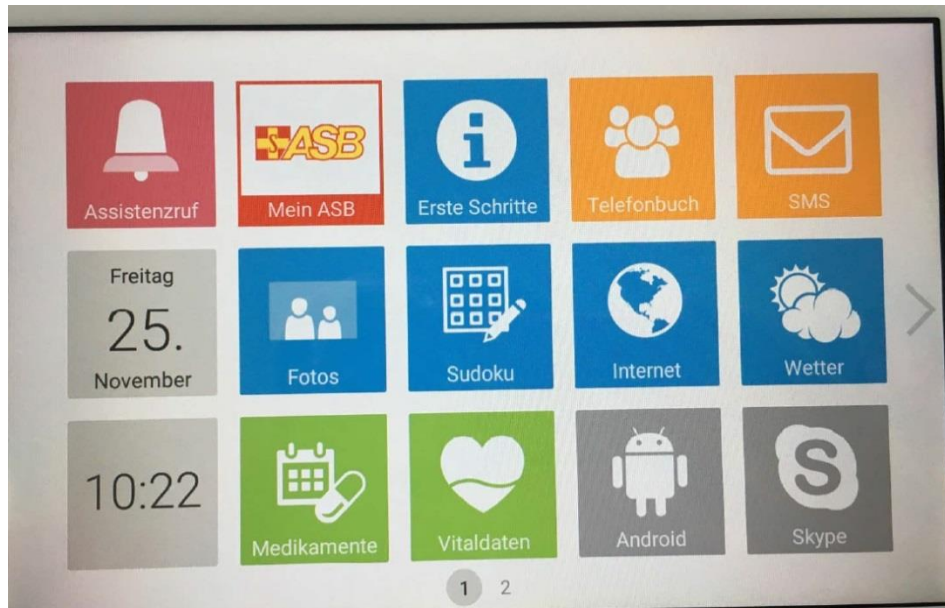 Assistenzruf
S ASB
Mein ASB
i
Erste Schritte
Telefonbuch
SMS
Freitag
25.
November
Fotos
Sudoku
Internet
Wetter
10:22
Medikamente
Vitaldaten
Android
S
Skype
1 2